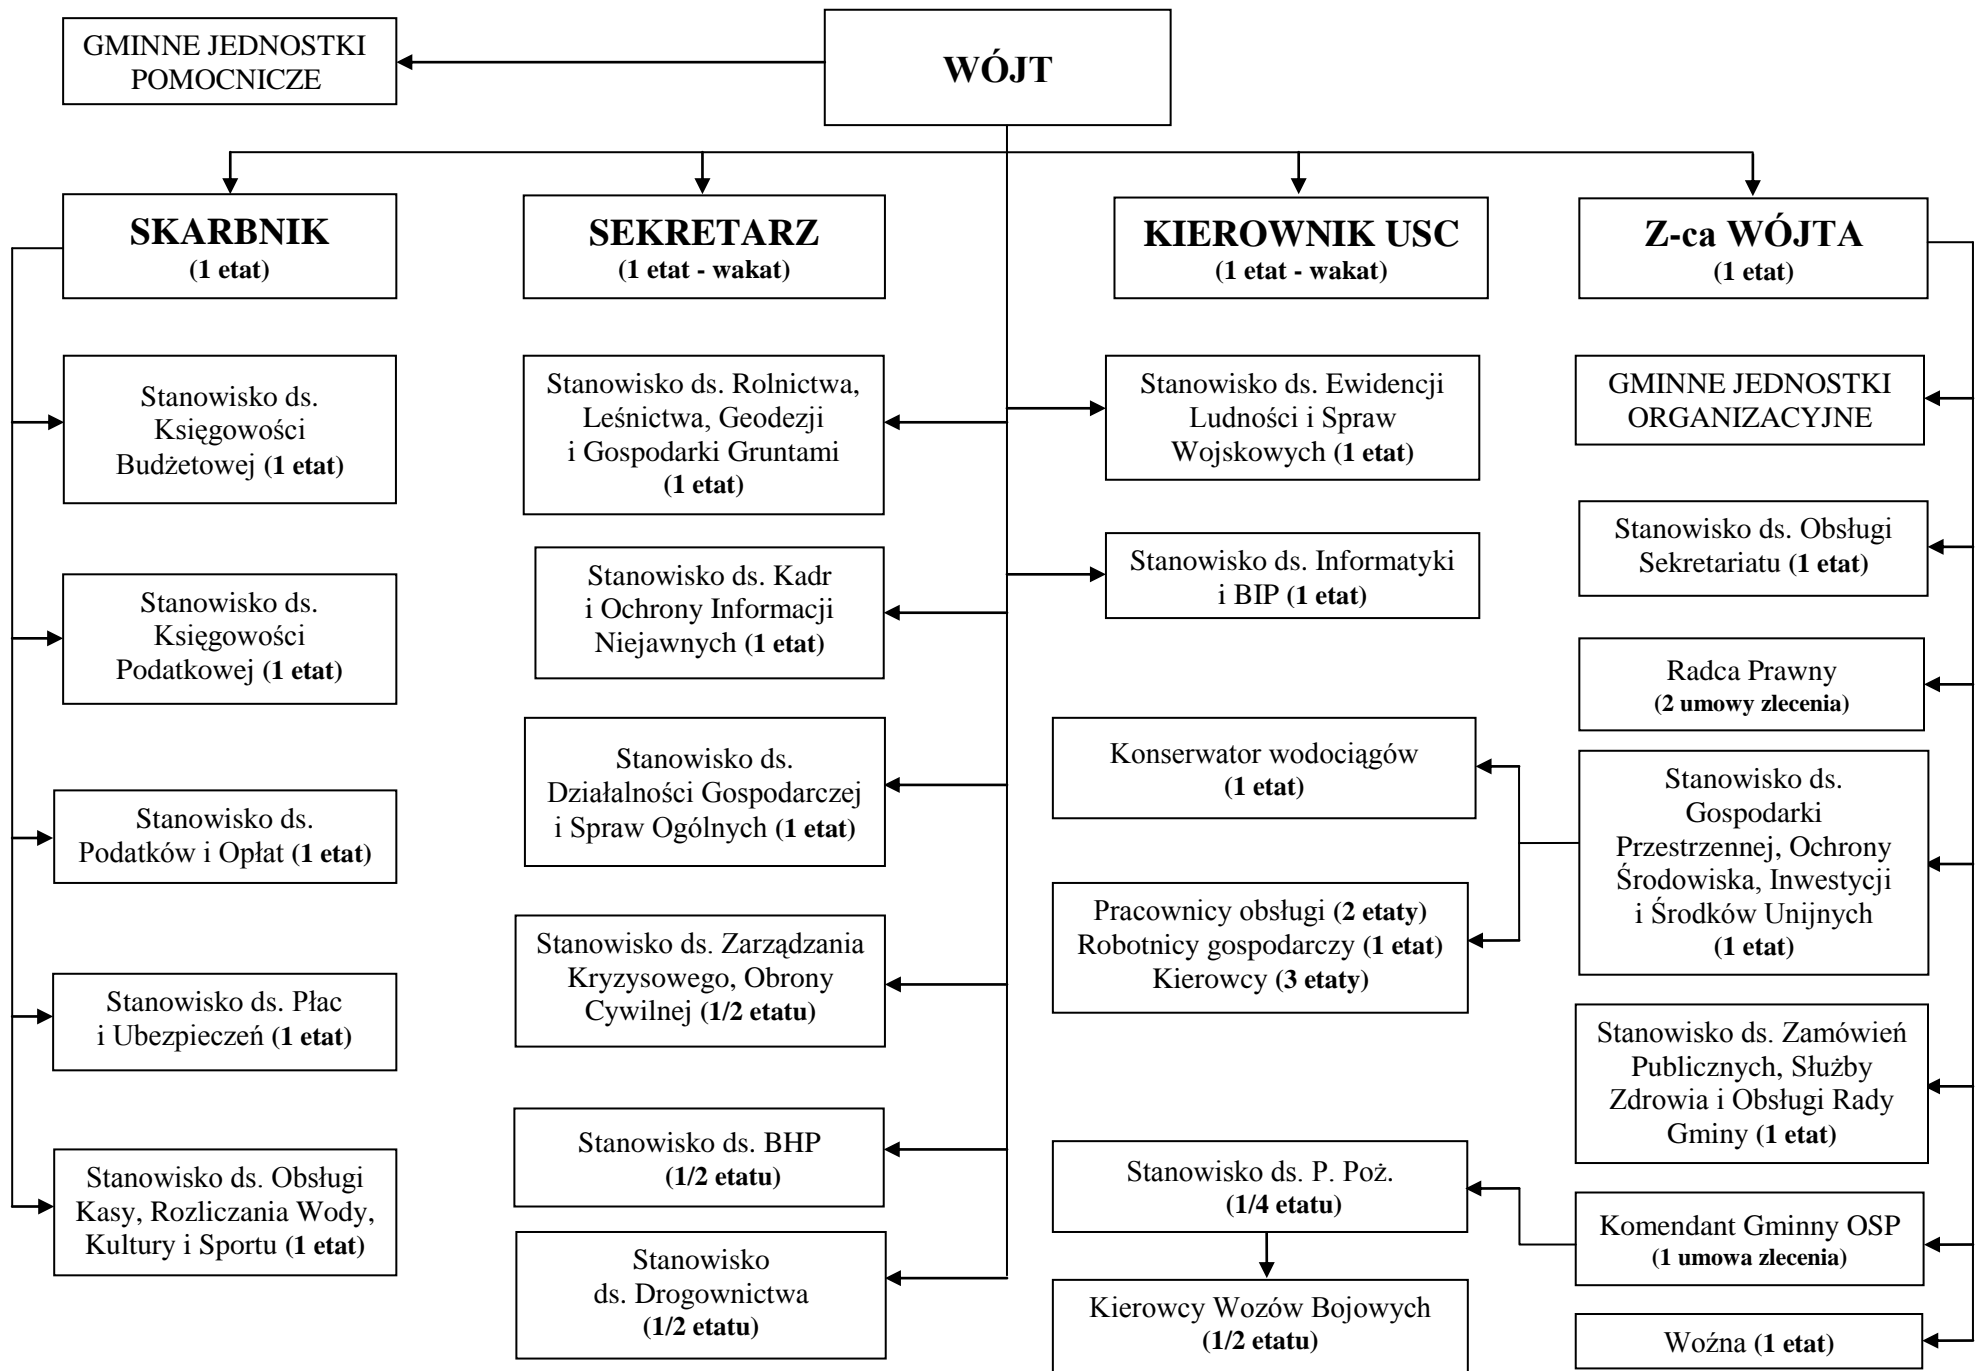 GMINNE JEDNOSTKI
POMOCNICZE
WÓJT
SKARBNIK
(1 etat)
SEKRETARZ
(1 etat - wakat)
KIEROWNIK USC
(1 etat - wakat)
Z-ca WÓJTA
(1 etat)
Stanowisko ds.
Księgowości
Budżetowej (1 etat)
Stanowisko ds.
Księgowości
Podatkowej (1 etat)
Stanowisko ds.
Podatków i Opłat (1 etat)
Stanowisko ds. Płac
i Ubezpieczeń (1 etat)
Stanowisko ds. Obsługi
Kasy, Rozliczania Wody,
Kultury i Sportu (1 etat)
Stanowisko ds. Rolnictwa,
Leśnictwa, Geodezji
i Gospodarki Gruntami
(1 etat)
Stanowisko ds. Kadr
i Ochrony Informacji
Niejawnych (1 etat)
Stanowisko ds.
Działalności Gospodarczej
i Spraw Ogólnych (1 etat)
Stanowisko ds. Zarządzania
Kryzysowego, Obrony
Cywilnej (1/2 etatu)
Stanowisko ds. BHP
(1/2 etatu)
Stanowisko
ds. Drogownictwa
(1/2 etatu)
Stanowisko ds. Ewidencji
Ludności i Spraw
Wojskowych (1 etat)
Stanowisko ds. Informatyki
i BIP (1 etat)
Konserwator wodociągów
(1 etat)
Pracownicy obsługi (2 etaty)
Robotnicy gospodarczy (1 etat)
Kierowcy (3 etaty)
Stanowisko ds. P. Poż.
(1/4 etatu)
Kierowcy Wozów Bojowych
(1/2 etatu)
GMINNE JEDNOSTKI
ORGANIZACYJNE
Stanowisko ds. Obsługi
Sekretariatu (1 etat)
Radca Prawny
(2 umowy zlecenia)
Stanowisko ds.
Gospodarki
Przestrzennej, Ochrony
Środowiska, Inwestycji
i Środków Unijnych
(1 etat)
Stanowisko ds. Zamówień
Publicznych, Służby
Zdrowia i Obsługi Rady
Gminy (1 etat)
Komendant Gminny OSP
(1 umowa zlecenia)
Woźna (1 etat)